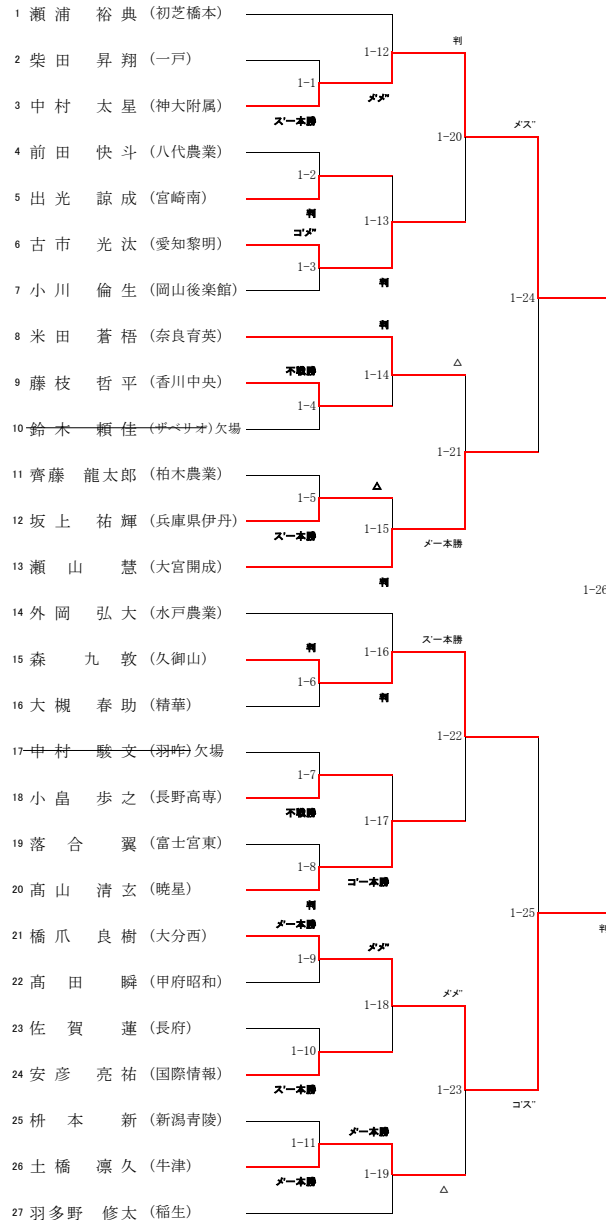 1 瀬浦 裕典 (初芝橋本)
1-12
判
2 柴田 昇翔 (一戸)
1-1
メ'メ''
メ'ス''
3 中村 太星 (神大附属)
ス'一本勝
1-20
4 前田 快斗 (八代農業)
1-2
5 出光 諒成 (宮崎南)
判
1-13
コ'メ''
6 古市 光汰 (愛知黎明)
1-3
判
7 小川 倫生 (岡山後楽館)
1-24
8 米田 蒼梧 (奈良育英)
判
不戦勝
1-14
△
9 藤枝 哲平 (香川中央)
1-4
10 鈴木 頼佳 (ザベリオ)欠場
1-21
11 齊藤 龍太郎 (柏木農業)
1-5
△
12 坂上 祐輝 (兵庫県伊丹)
ス'一本勝
1-15
メ'一本勝
13 瀬山 慧 (大宮開成)
判
1-26
14 外岡 弘大 (水戸農業)
ス'一本勝
判
1-16
15 森 九敦 (久御山)
1-6
判
16 大槻 春助 (精華)
1-22
17 中村 駿文 (羽咋)欠場
1-7
18 小畠 歩之 (長野高専)
不戦勝
1-17
19 落合 翼 (富士宮東)
1-8
コ'一本勝
20 髙山 清玄 (暁星)
判
1-25
メ'一本勝
判
21 橋爪 良樹 (大分西)
メ'メ''
1-9
22 髙田 瞬 (甲府昭和)
1-18
メ'メ''
23 佐賀 蓮 (長府)
1-10
24 安彦 亮祐 (国際情報)
ス'一本勝
1-23
コ'ス''
25 枡本 新 (新潟青陵)
メ'一本勝
1-11
26 土橋 凛久 (牛津)
メ'一本勝
1-19
△
27 羽多野 修太 (稲生)